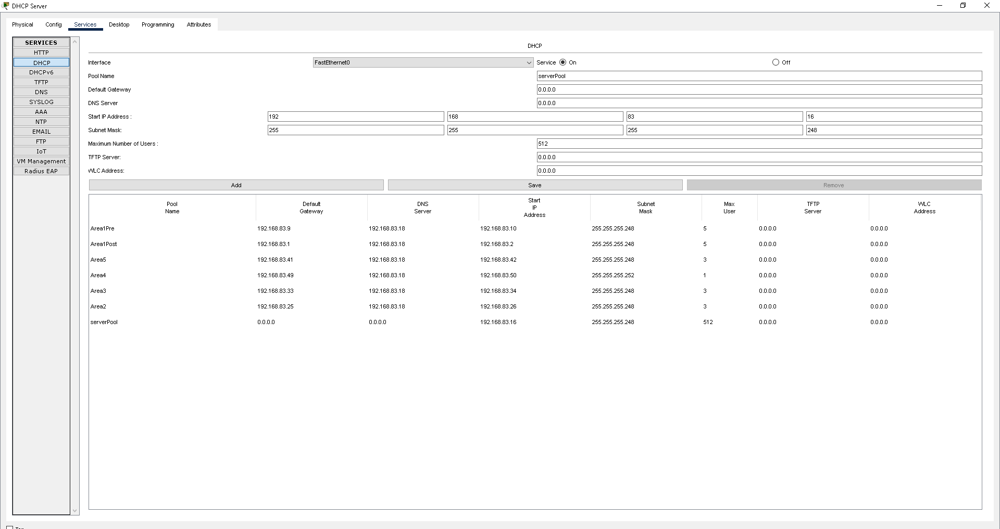 DHCP Server
Physical Config Services Desktop Programming Attributes
SERVICES
HTTP
DHCP
DHCPv6
TFTP
DNS
SYSLOG
AAA
NTP
EMAIL
FTP
IoT
VM Management
Radius EAP
DHCP
Interface FastEthernet0 Service On Off
Pool Name serverPool
Default Gateway 0.0.0.0
DNS Server 0.0.0.0
Start IP Address : 192 168 83 16
Subnet Mask: 255 255 255 248
Maximum Number of Users : 512
TFTP Server: 0.0.0.0
WLC Address: 0.0.0.0
Add Save Remove
Pool Name Default Gateway DNS Server Start IP Address Subnet Mask Max User TFTP Server WLC Address
Area1Pre 192.168.83.9 192.168.83.18 192.168.83.10 255.255.255.248 5 0.0.0.0 0.0.0.0
Area1Post 192.168.83.1 192.168.83.18 192.168.83.2 255.255.255.248 5 0.0.0.0 0.0.0.0
Area5 192.168.83.41 192.168.83.18 192.168.83.42 255.255.255.248 3 0.0.0.0 0.0.0.0
Area4 192.168.83.49 192.168.83.18 192.168.83.50 255.255.255.252 1 0.0.0.0 0.0.0.0
Area3 192.168.83.33 192.168.83.18 192.168.83.34 255.255.255.248 3 0.0.0.0 0.0.0.0
Area2 192.168.83.25 192.168.83.18 192.168.83.26 255.255.255.248 3 0.0.0.0 0.0.0.0
serverPool 0.0.0.0 0.0.0.0 192.168.83.16 255.255.255.248 512 0.0.0.0 0.0.0.0